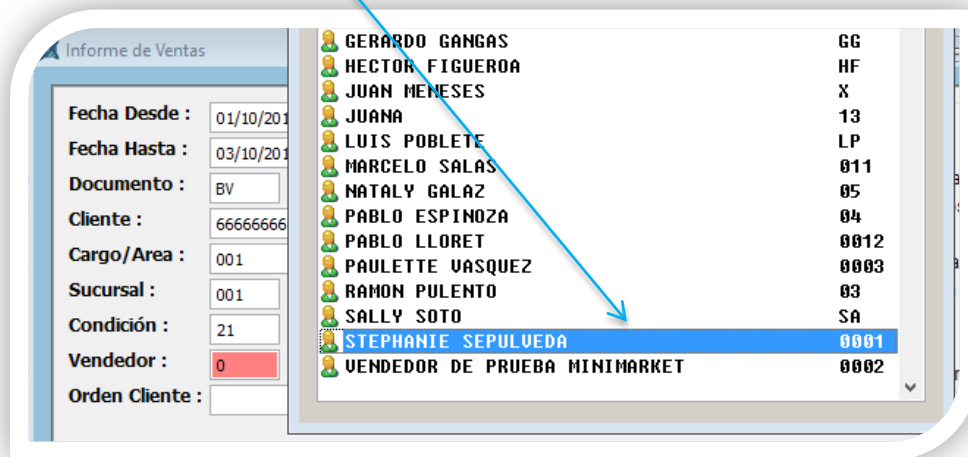 Informe de Ventas
Fecha Desde : 01/10/201
Fecha Hasta : 03/10/201
Documento : BV
Cliente : 66666666
Cargo/Area : 001
Sucursal : 001
Condición : 21
Vendedor : 0
Orden Cliente :
GERARDO GANGAS GG
HECTOR FIGUEROA HF
JUAN MENESES X
JUANA 13
LUIS POBLETE LP
MARCELO SALAS 011
NATALY GALAZ 05
PABLO ESPINOZA 04
PABLO LLORET 0012
PAULETTE VASQUEZ 0003
RAMON PULENTO 03
SALLY SOTO SA
STEPHANIE SEPULVEDA 0001
VENDEDOR DE PRUEBA MINIMARKET 0002